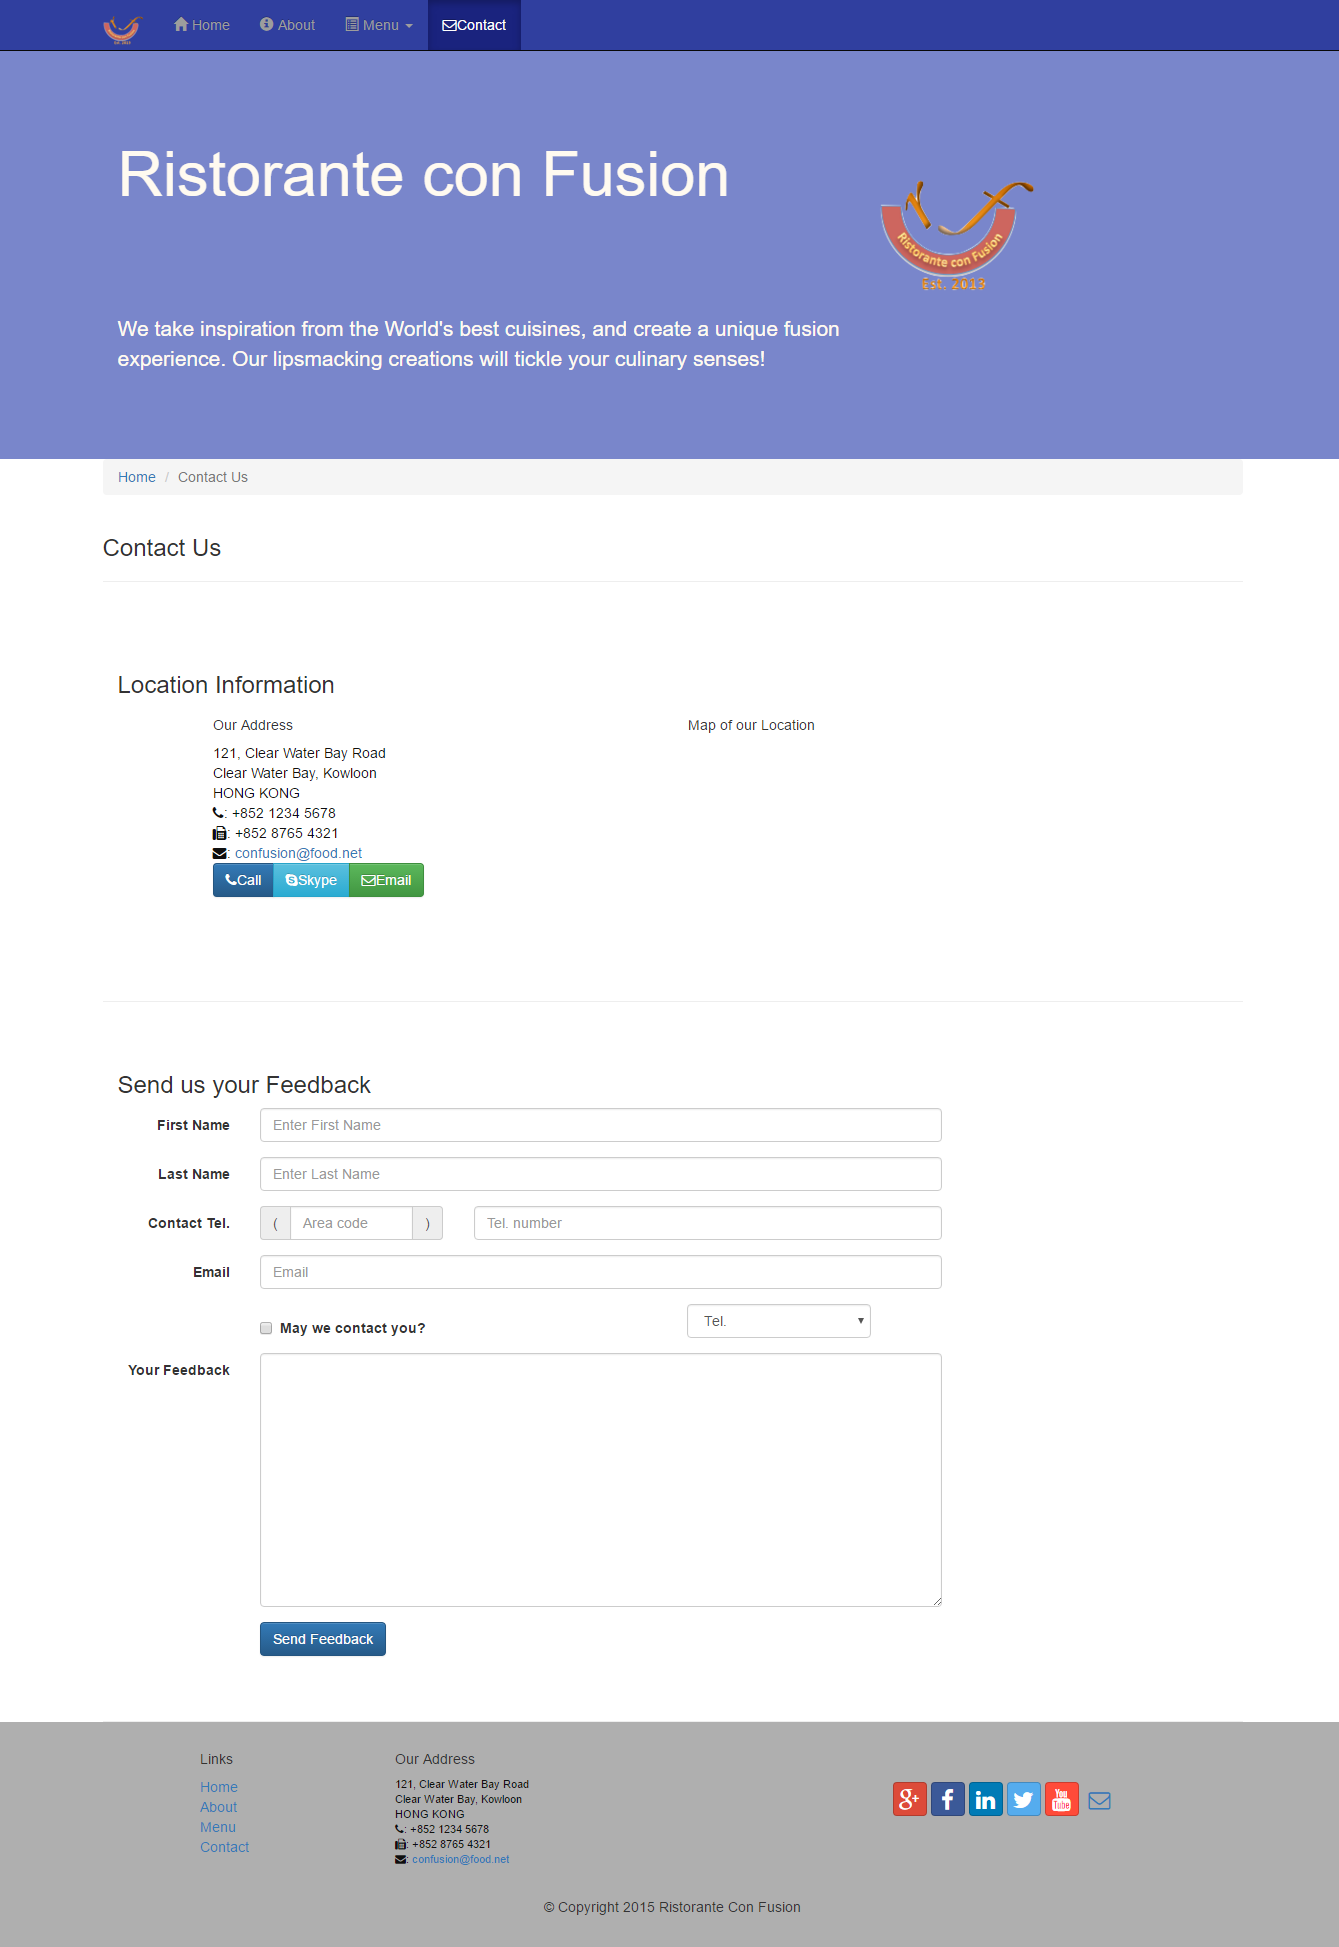 Home
About
Menu
Contact
Ristorante con Fusion
Ristorante con Fusion
Est. 2013
We take inspiration from the World's best cuisines, and create a unique fusion
experience. Our lipsmacking creations will tickle your culinary senses!
Home / Contact Us
Contact Us
Location Information
Our Address
121, Clear Water Bay Road
Clear Water Bay, Kowloon
HONG KONG
: +852 1234 5678
: +852 8765 4321
: confusion@food.net
Call
Skype
Email
Map of our Location
Send us your Feedback
First Name
Enter First Name
Last Name
Enter Last Name
Contact Tel.
( Area code )
Tel. number
Email
Email
May we contact you?
Tel.
Your Feedback
Send Feedback
Links
Home
About
Menu
Contact
Our Address
121, Clear Water Bay Road
Clear Water Bay, Kowloon
HONG KONG
: +852 1234 5678
: +852 8765 4321
: confusion@food.net
g+
f
in
You
Tube
© Copyright 2015 Ristorante Con Fusion